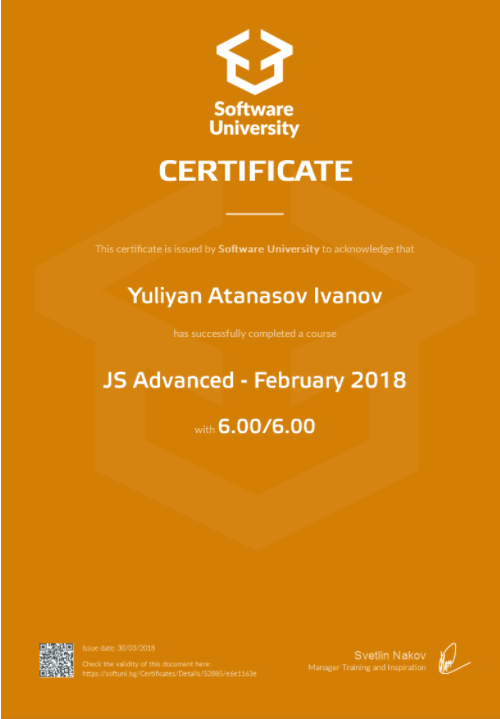 Software
University
CERTIFICATE
This certificate is issued by Software University to acknowledge that
Yuliyan Atanasov Ivanov
has successfully completed a course
JS Advanced - February 2018
with 6.00/6.00
Issue date: 30/03/2018
Check the validity of this document here:
https://softuni.bg/Certificates/Details/52885/e6e1163e
Svetlin Nakov
Manager Training and Inspiration